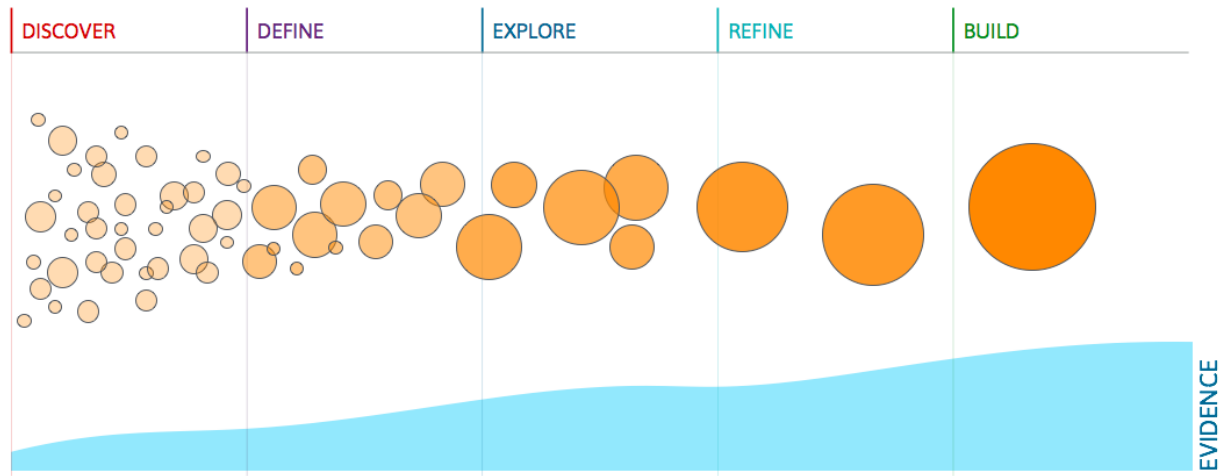 DISCOVER
DEFINE
EXPLORE
REFINE
BUILD
EVIDENCE